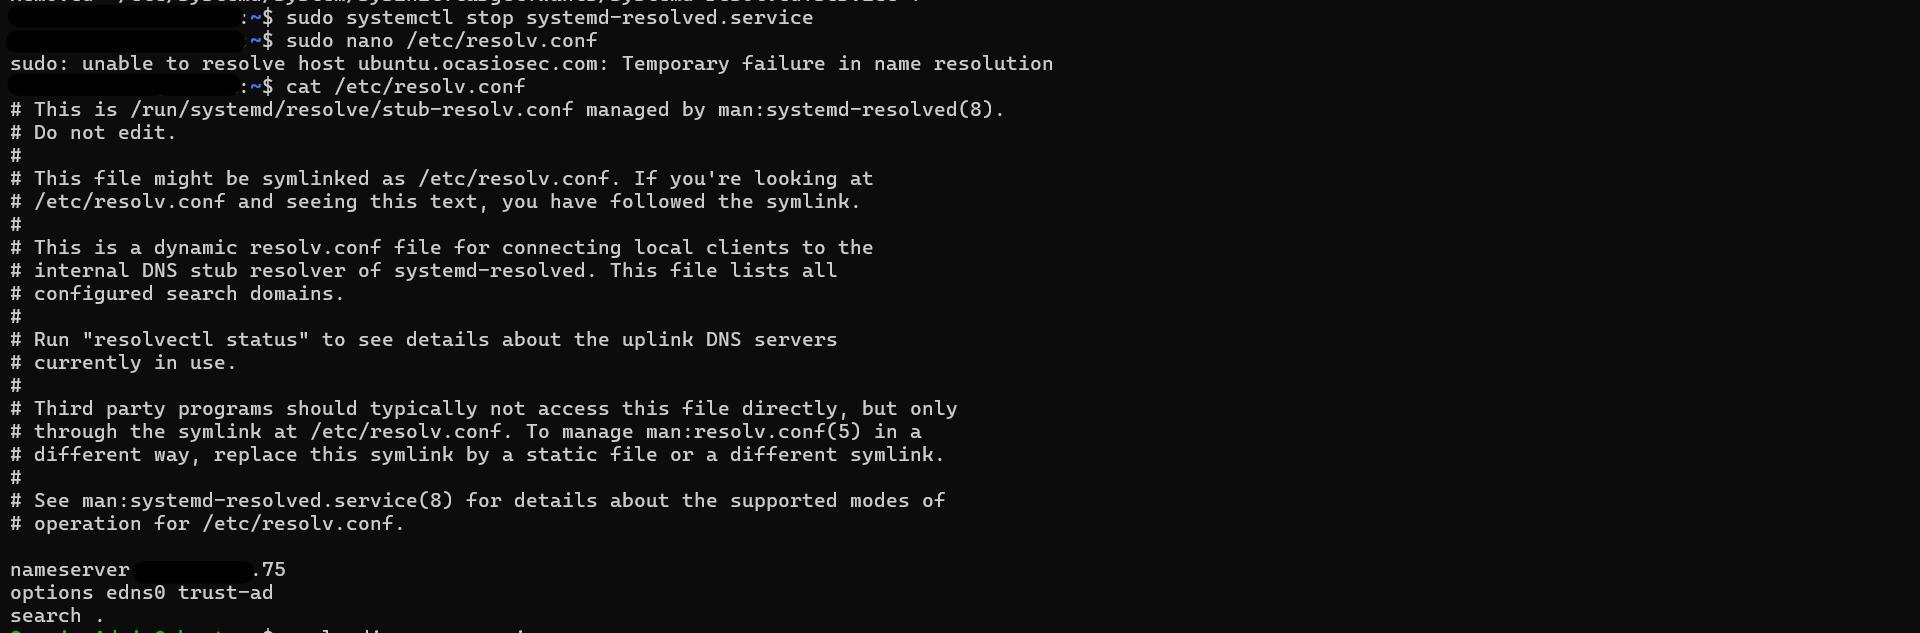 :~$ sudo systemctl stop systemd-resolved.service
:~$ sudo nano /etc/resolv.conf
sudo: unable to resolve host ubuntu.ocasiosec.com: Temporary failure in name resolution
:~$ cat /etc/resolv.conf
# This is /run/systemd/resolve/stub-resolv.conf managed by man:systemd-resolved(8).
# Do not edit.
#
# This file might be symlinked as /etc/resolv.conf. If you're looking at
# /etc/resolv.conf and seeing this text, you have followed the symlink.
#
# This is a dynamic resolv.conf file for connecting local clients to the
# internal DNS stub resolver of systemd-resolved. This file lists all
# configured search domains.
#
# Run "resolvectl status" to see details about the uplink DNS servers
# currently in use.
#
# Third party programs should typically not access this file directly, but only
# through the symlink at /etc/resolv.conf. To manage man:resolv.conf(5) in a
# different way, replace this symlink by a static file or a different symlink.
#
# See man:systemd-resolved.service(8) for details about the supported modes of
# operation for /etc/resolv.conf.

nameserver .75
options edns0 trust-ad
search .